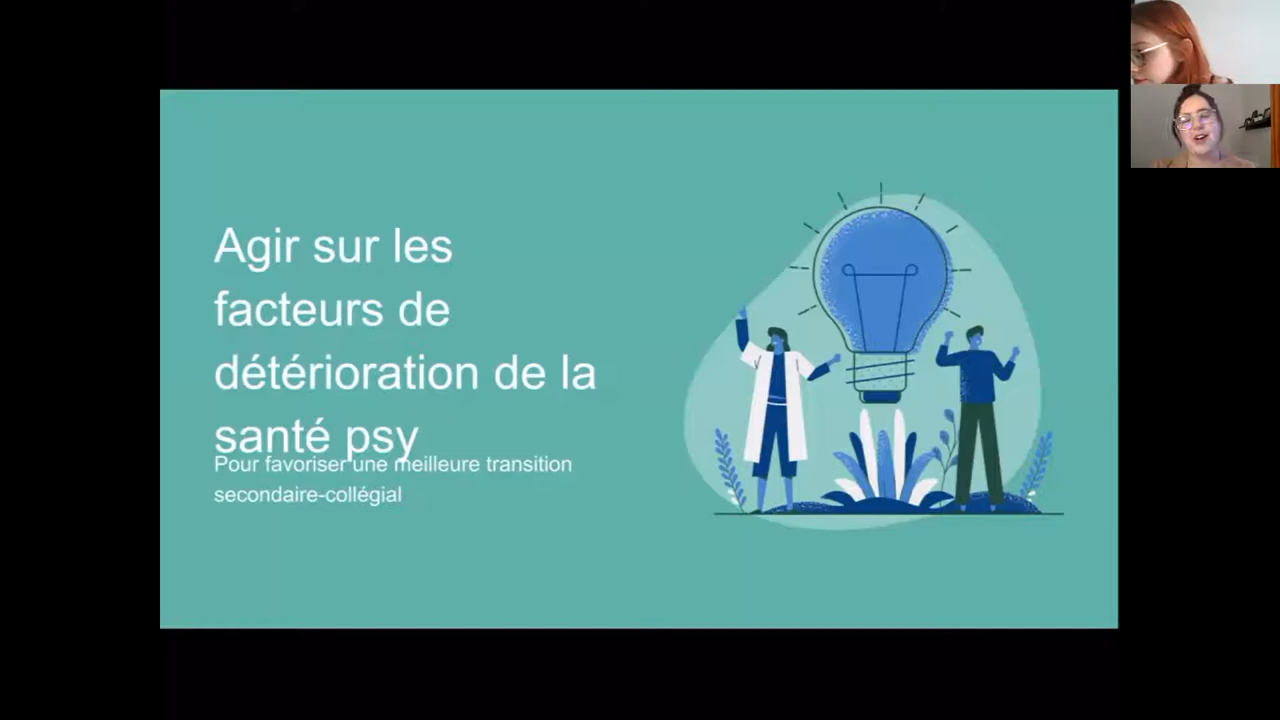 Agir sur les
facteurs de
détérioration de la
santé psy
Pour favoriser une meilleure transition
secondaire-collégial